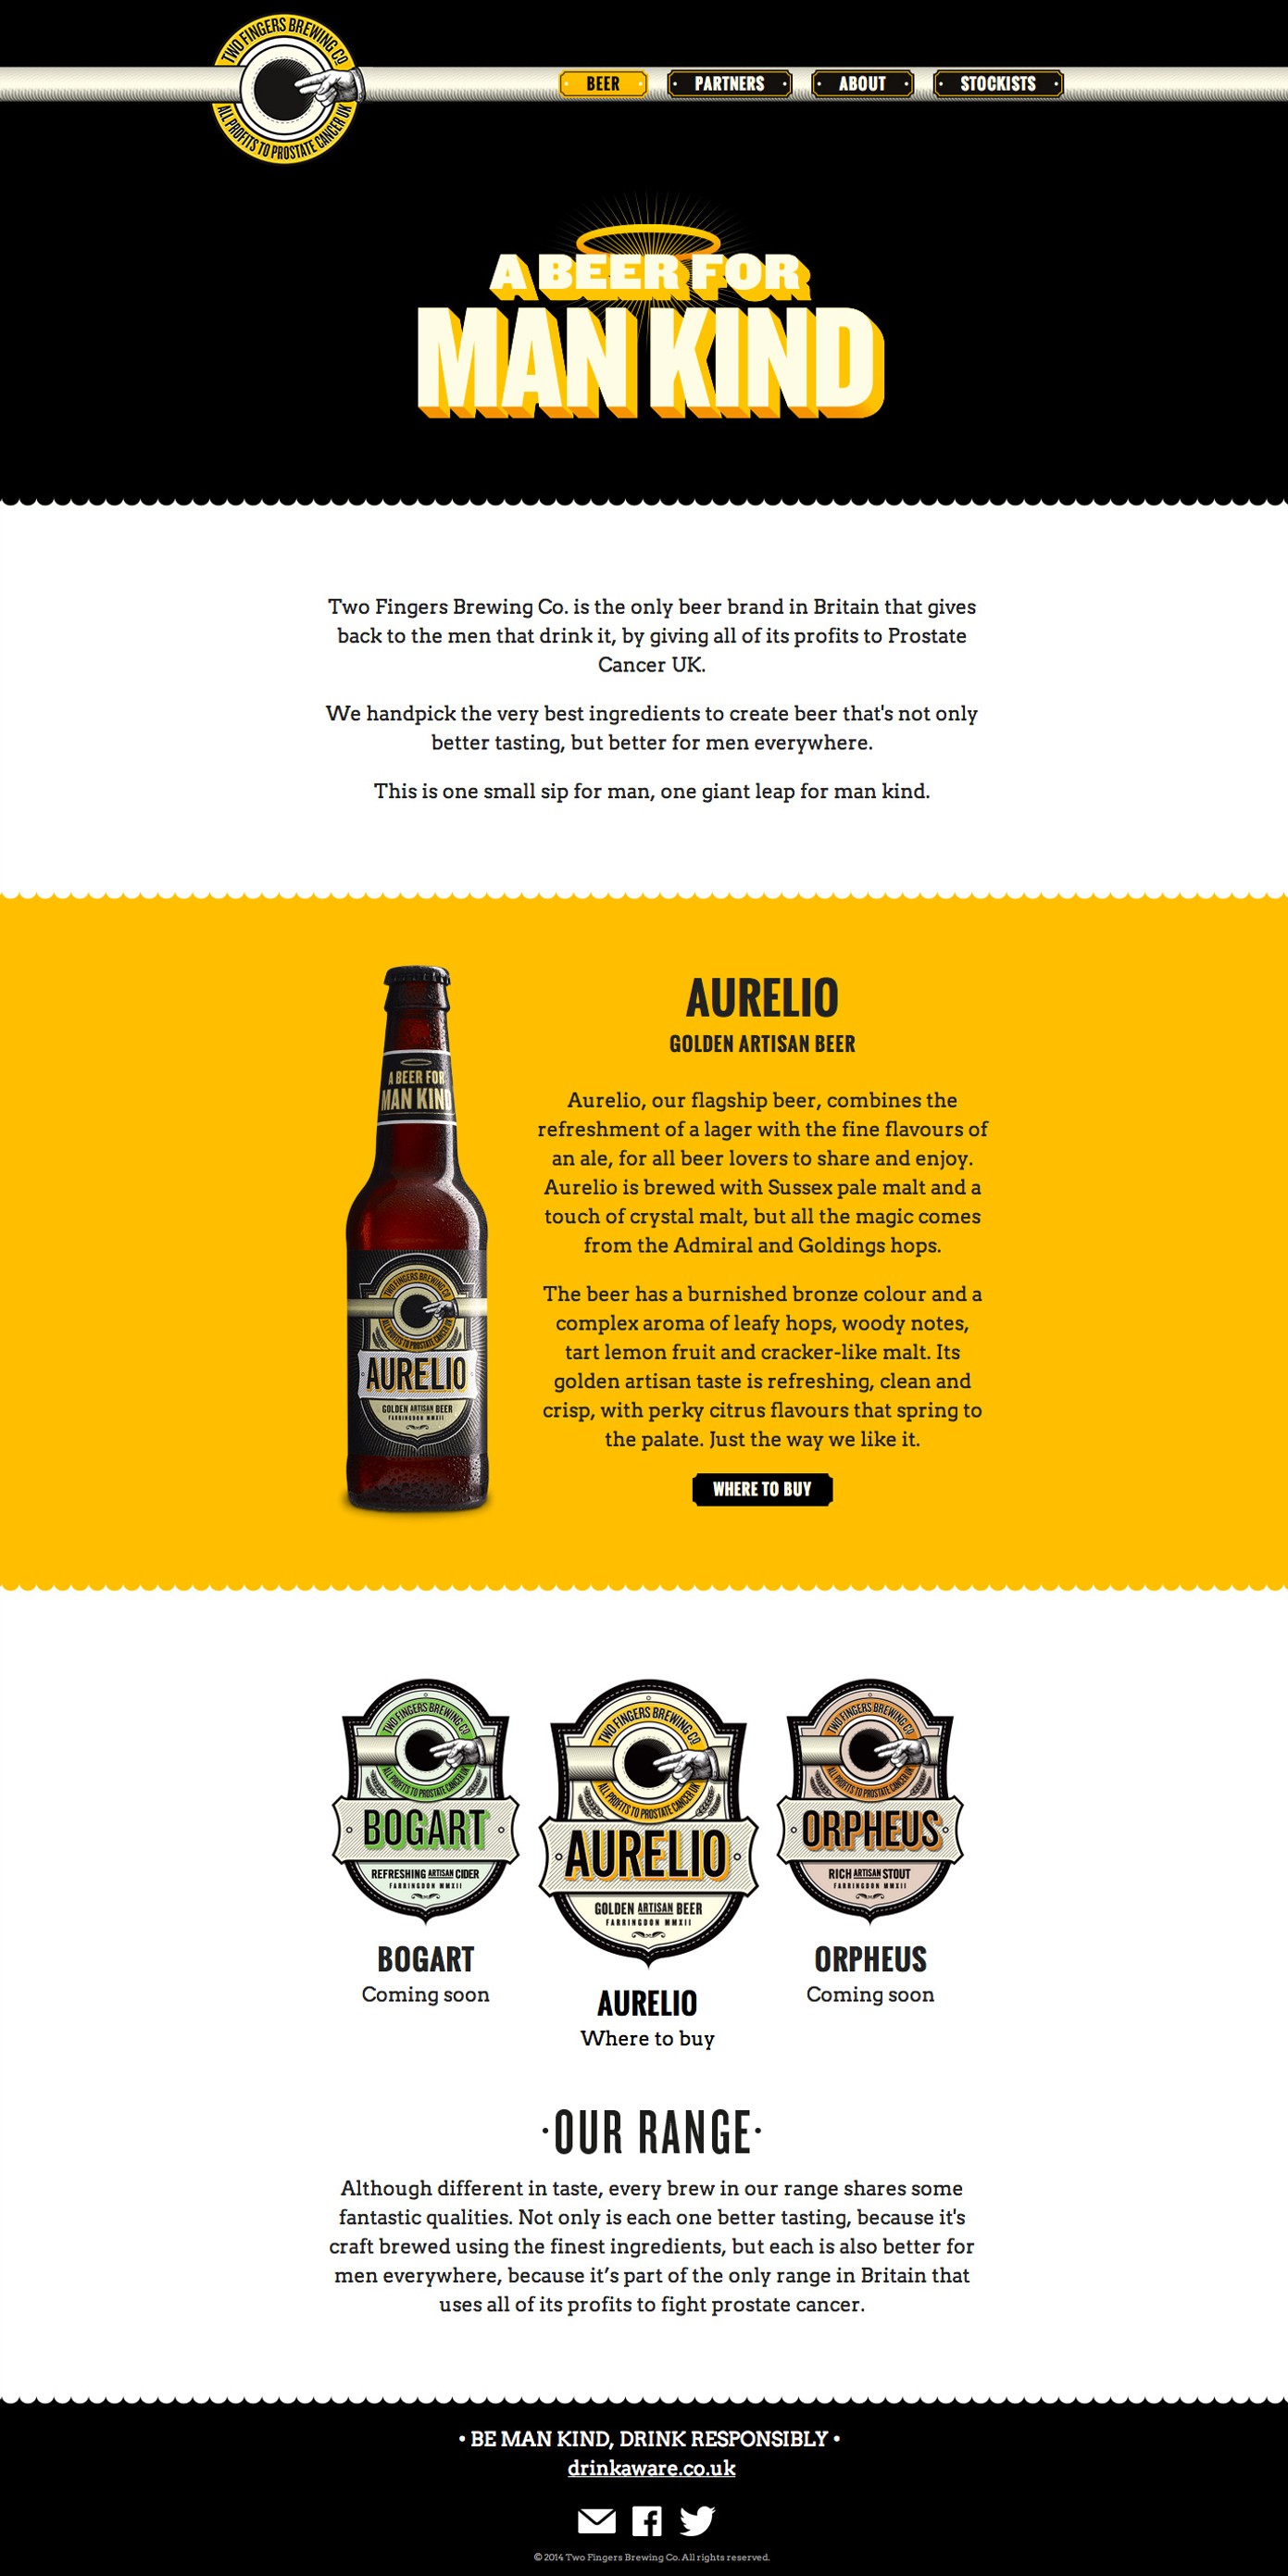 TWO FINGERS BREWING CO
ALL PROFITS TO PROSTATE CANCER UK
BEER
PARTNERS
ABOUT
STOCKISTS
A BEER FOR
MAN KIND
Two Fingers Brewing Co. is the only beer brand in Britain that gives
back to the men that drink it, by giving all of its profits to Prostate
Cancer UK.
We handpick the very best ingredients to create beer that's not only
better tasting, but better for men everywhere.
This is one small sip for man, one giant leap for man kind.
A BEER FOR
MAN KIND
TWO FINGERS BREWING CO
ALL PROFITS TO PROSTATE CANCER UK
AURELIO
GOLDEN ARTISAN BEER
FARRINGDON MMXII
AURELIO
GOLDEN ARTISAN BEER
Aurelio, our flagship beer, combines the
refreshment of a lager with the fine flavours of
an ale, for all beer lovers to share and enjoy.
Aurelio is brewed with Sussex pale malt and a
touch of crystal malt, but all the magic comes
from the Admiral and Goldings hops.
The beer has a burnished bronze colour and a
complex aroma of leafy hops, woody notes,
tart lemon fruit and cracker-like malt. Its
golden artisan taste is refreshing, clean and
crisp, with perky citrus flavours that spring to
the palate. Just the way we like it.
WHERE TO BUY
TWO FINGERS BREWING CO
ALL PROFITS TO PROSTATE CANCER UK
BOGART
REFRESHING ARTISAN CIDER
FARRINGDON MMXII
BOGART
Coming soon
TWO FINGERS BREWING CO
ALL PROFITS TO PROSTATE CANCER UK
AURELIO
GOLDEN ARTISAN BEER
FARRINGDON MMXII
AURELIO
Where to buy
TWO FINGERS BREWING CO
ALL PROFITS TO PROSTATE CANCER UK
ORPHEUS
RICH ARTISAN STOUT
FARRINGDON MMXII
ORPHEUS
Coming soon
·OUR RANGE·
Although different in taste, every brew in our range shares some
fantastic qualities. Not only is each one better tasting, because it's
craft brewed using the finest ingredients, but each is also better for
men everywhere, because it’s part of the only range in Britain that
uses all of its profits to fight prostate cancer.
• BE MAN KIND, DRINK RESPONSIBLY •
drinkaware.co.uk
© 2014 Two Fingers Brewing Co. All rights reserved.